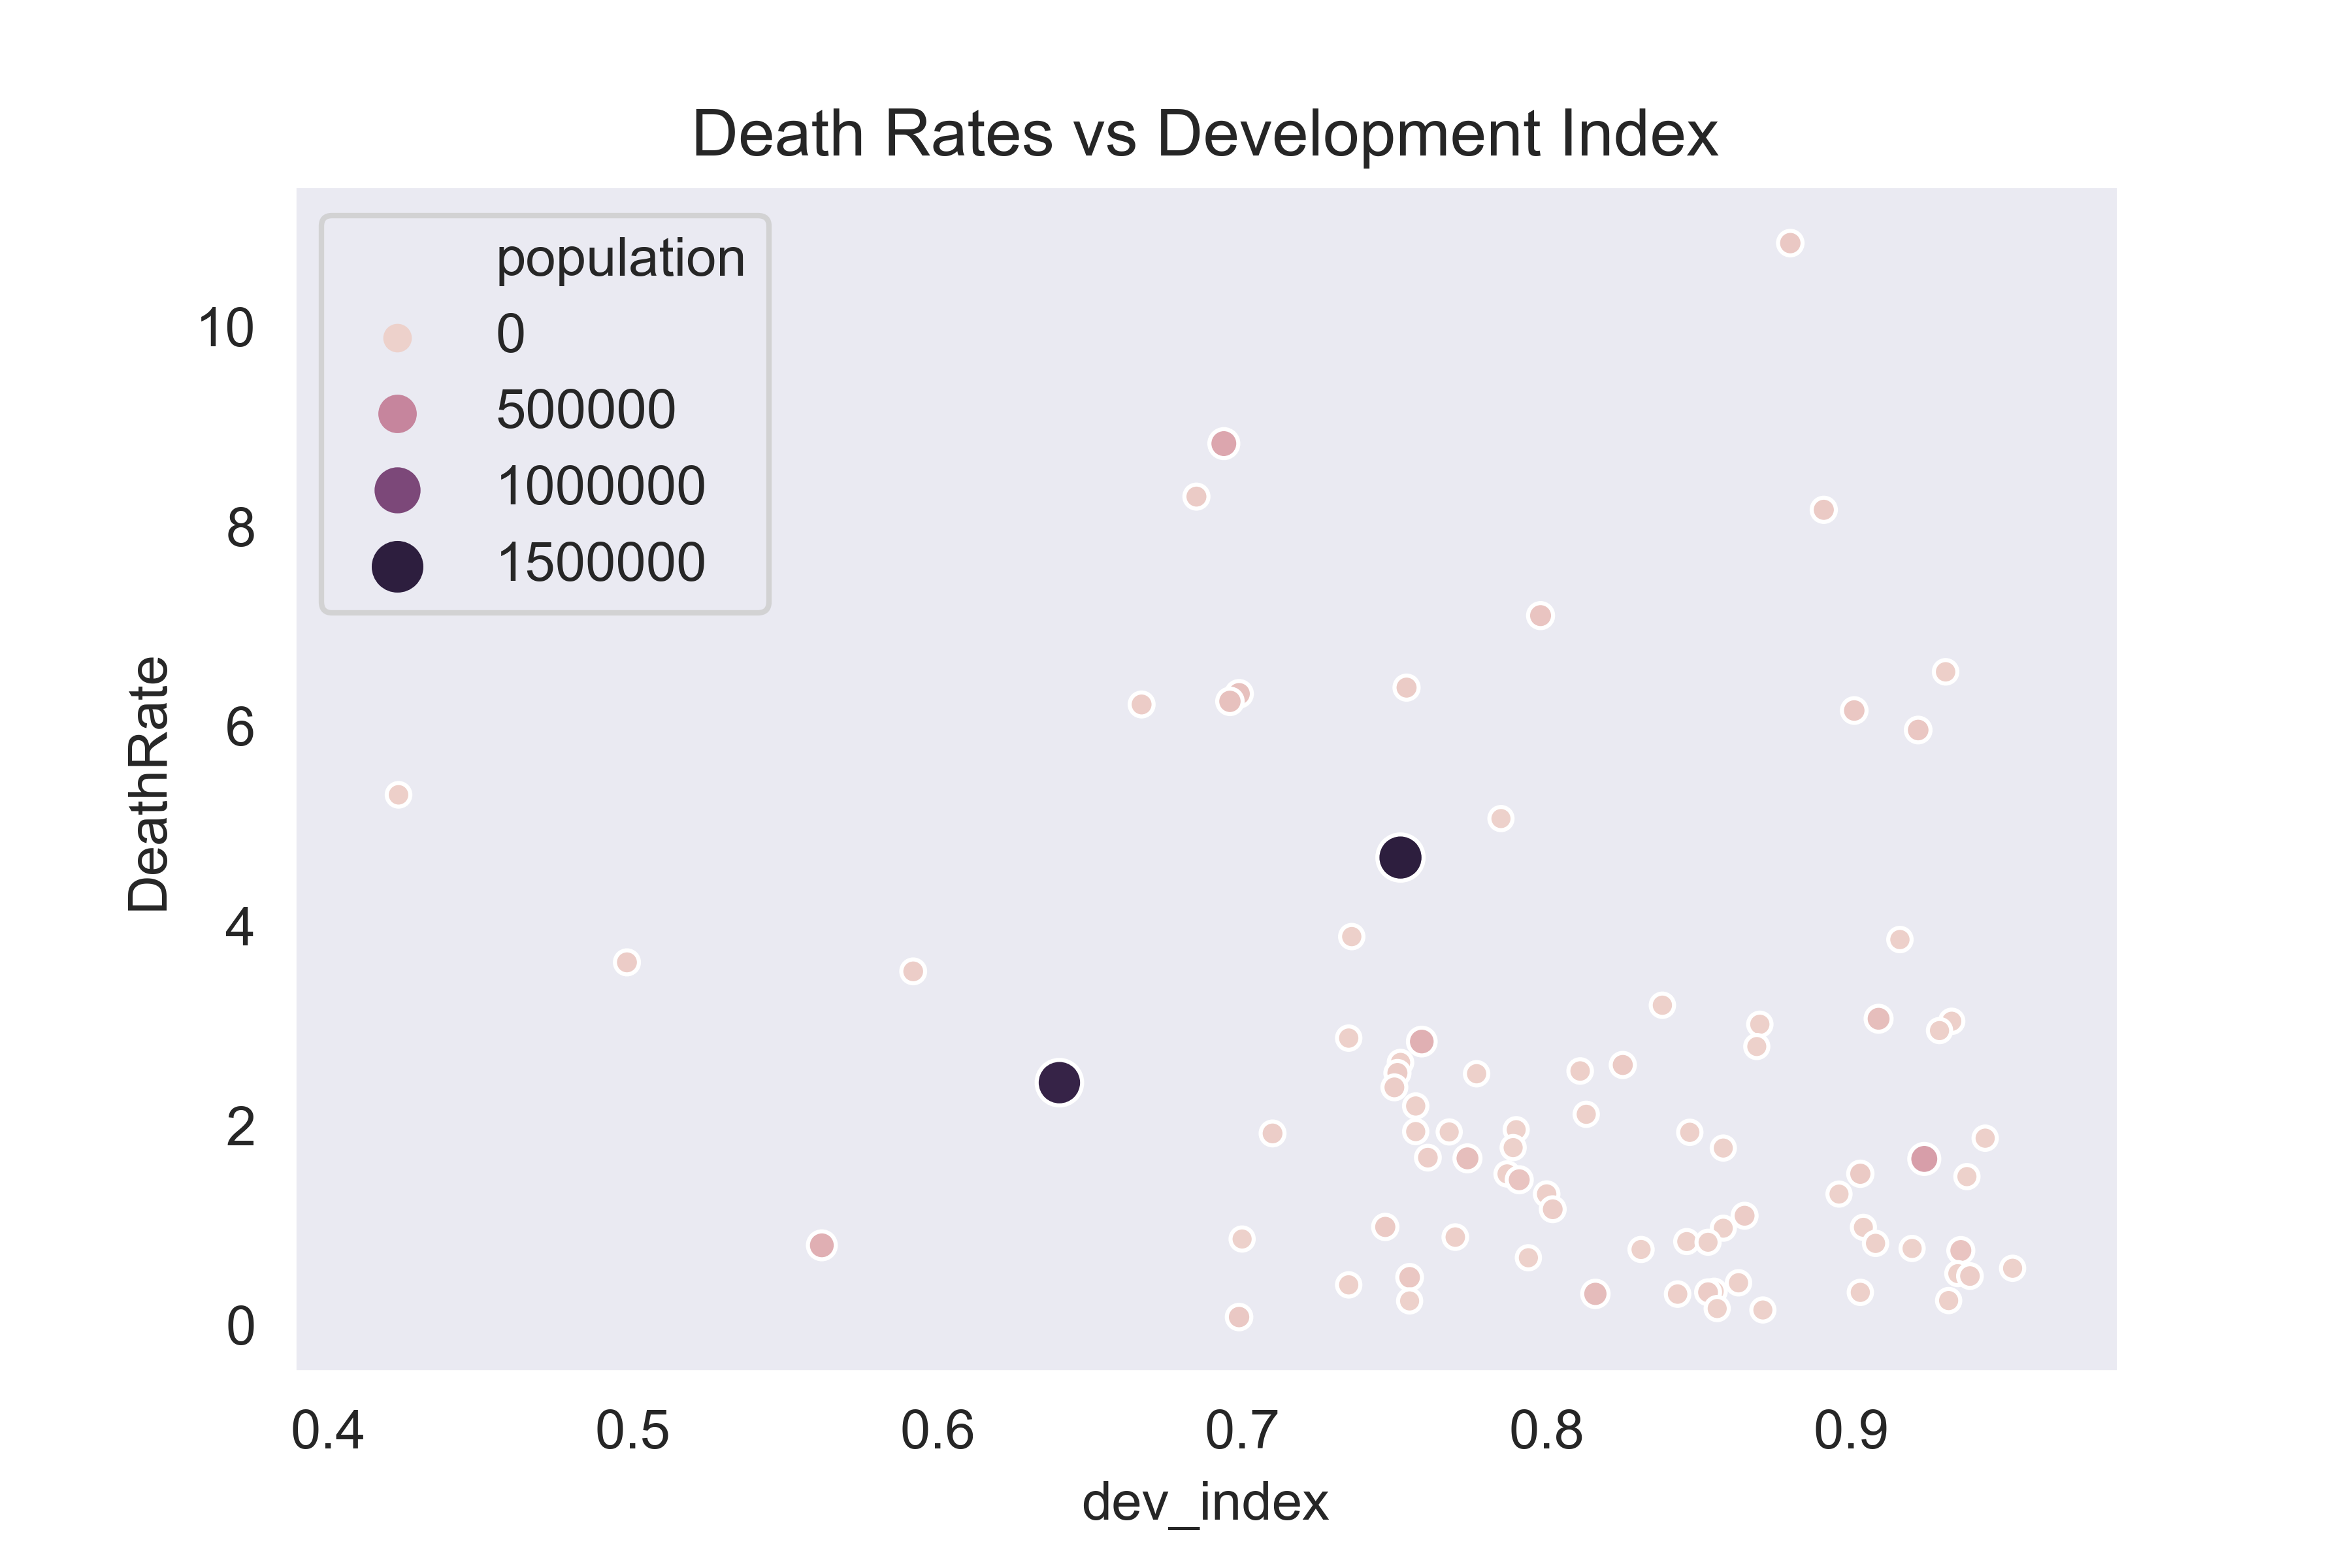 Death Rates vs Development Index
population
0
500000
1000000
1500000
DeathRate
10
8
6
4
2
0
0.4 0.5 0.6 0.7 0.8 0.9
dev_index